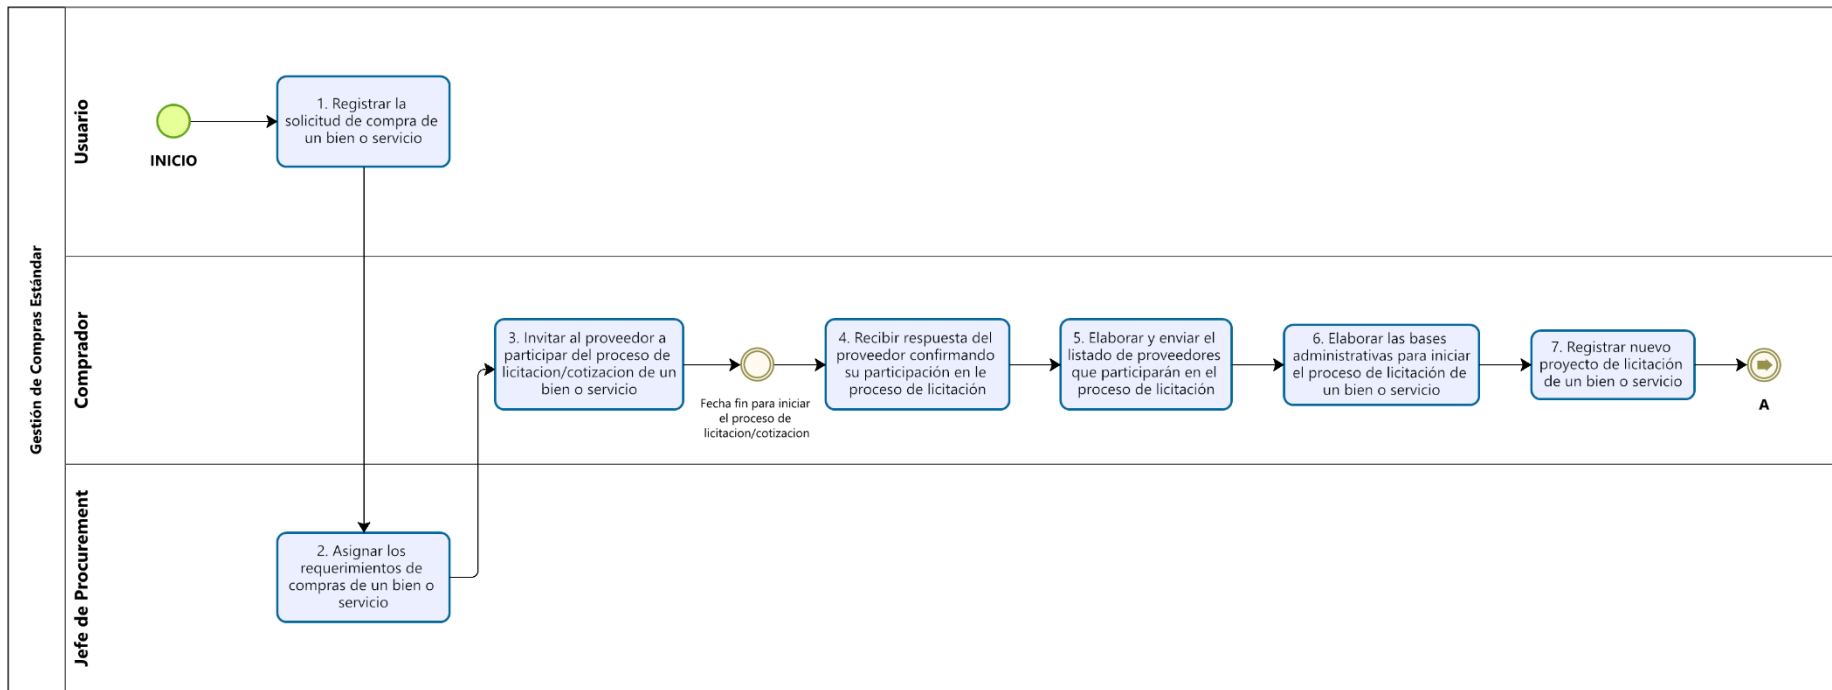 Gestión de Compras Estándar
Usuario
INICIO
1. Registrar la
solicitud de compra de
un bien o servicio
Comprador
3. Invitar al proveedor a
participar del proceso de
licitacion/cotizacion de un
bien o servicio
Fecha fin para iniciar
el proceso de
licitacion/cotizacion
4. Recibir respuesta del
proveedor confirmando
su participación en le
proceso de licitación
5. Elaborar y enviar el
listado de proveedores
que participarán en el
proceso de licitación
6. Elaborar las bases
administrativas para iniciar
el proceso de licitación de
un bien o servicio
7. Registrar nuevo
proyecto de licitación
de un bien o servicio
A
Jefe de Procurement
2. Asignar los
requerimientos de
compras de un bien o
servicio